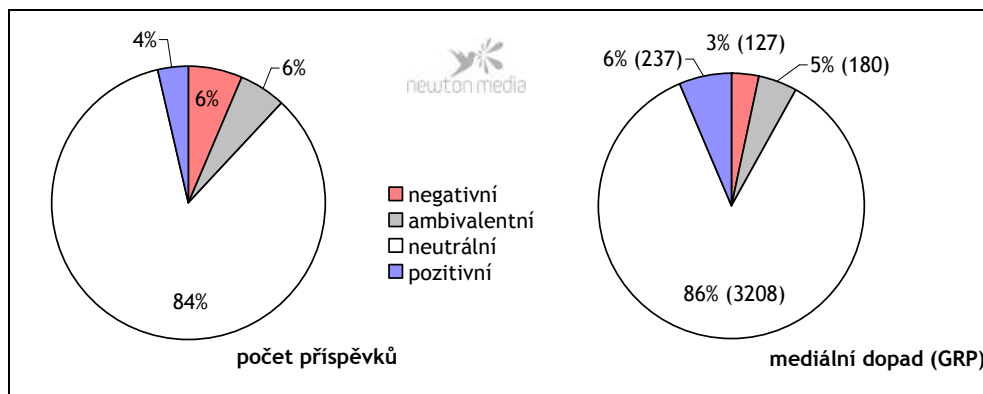 4%
6%
6%
84%
počet příspěvků
newton media
negativní
ambivalentní
neutrální
pozitivní
6% (237)
3% (127)
5% (180)
86% (3208)
mediální dopad (GRP)